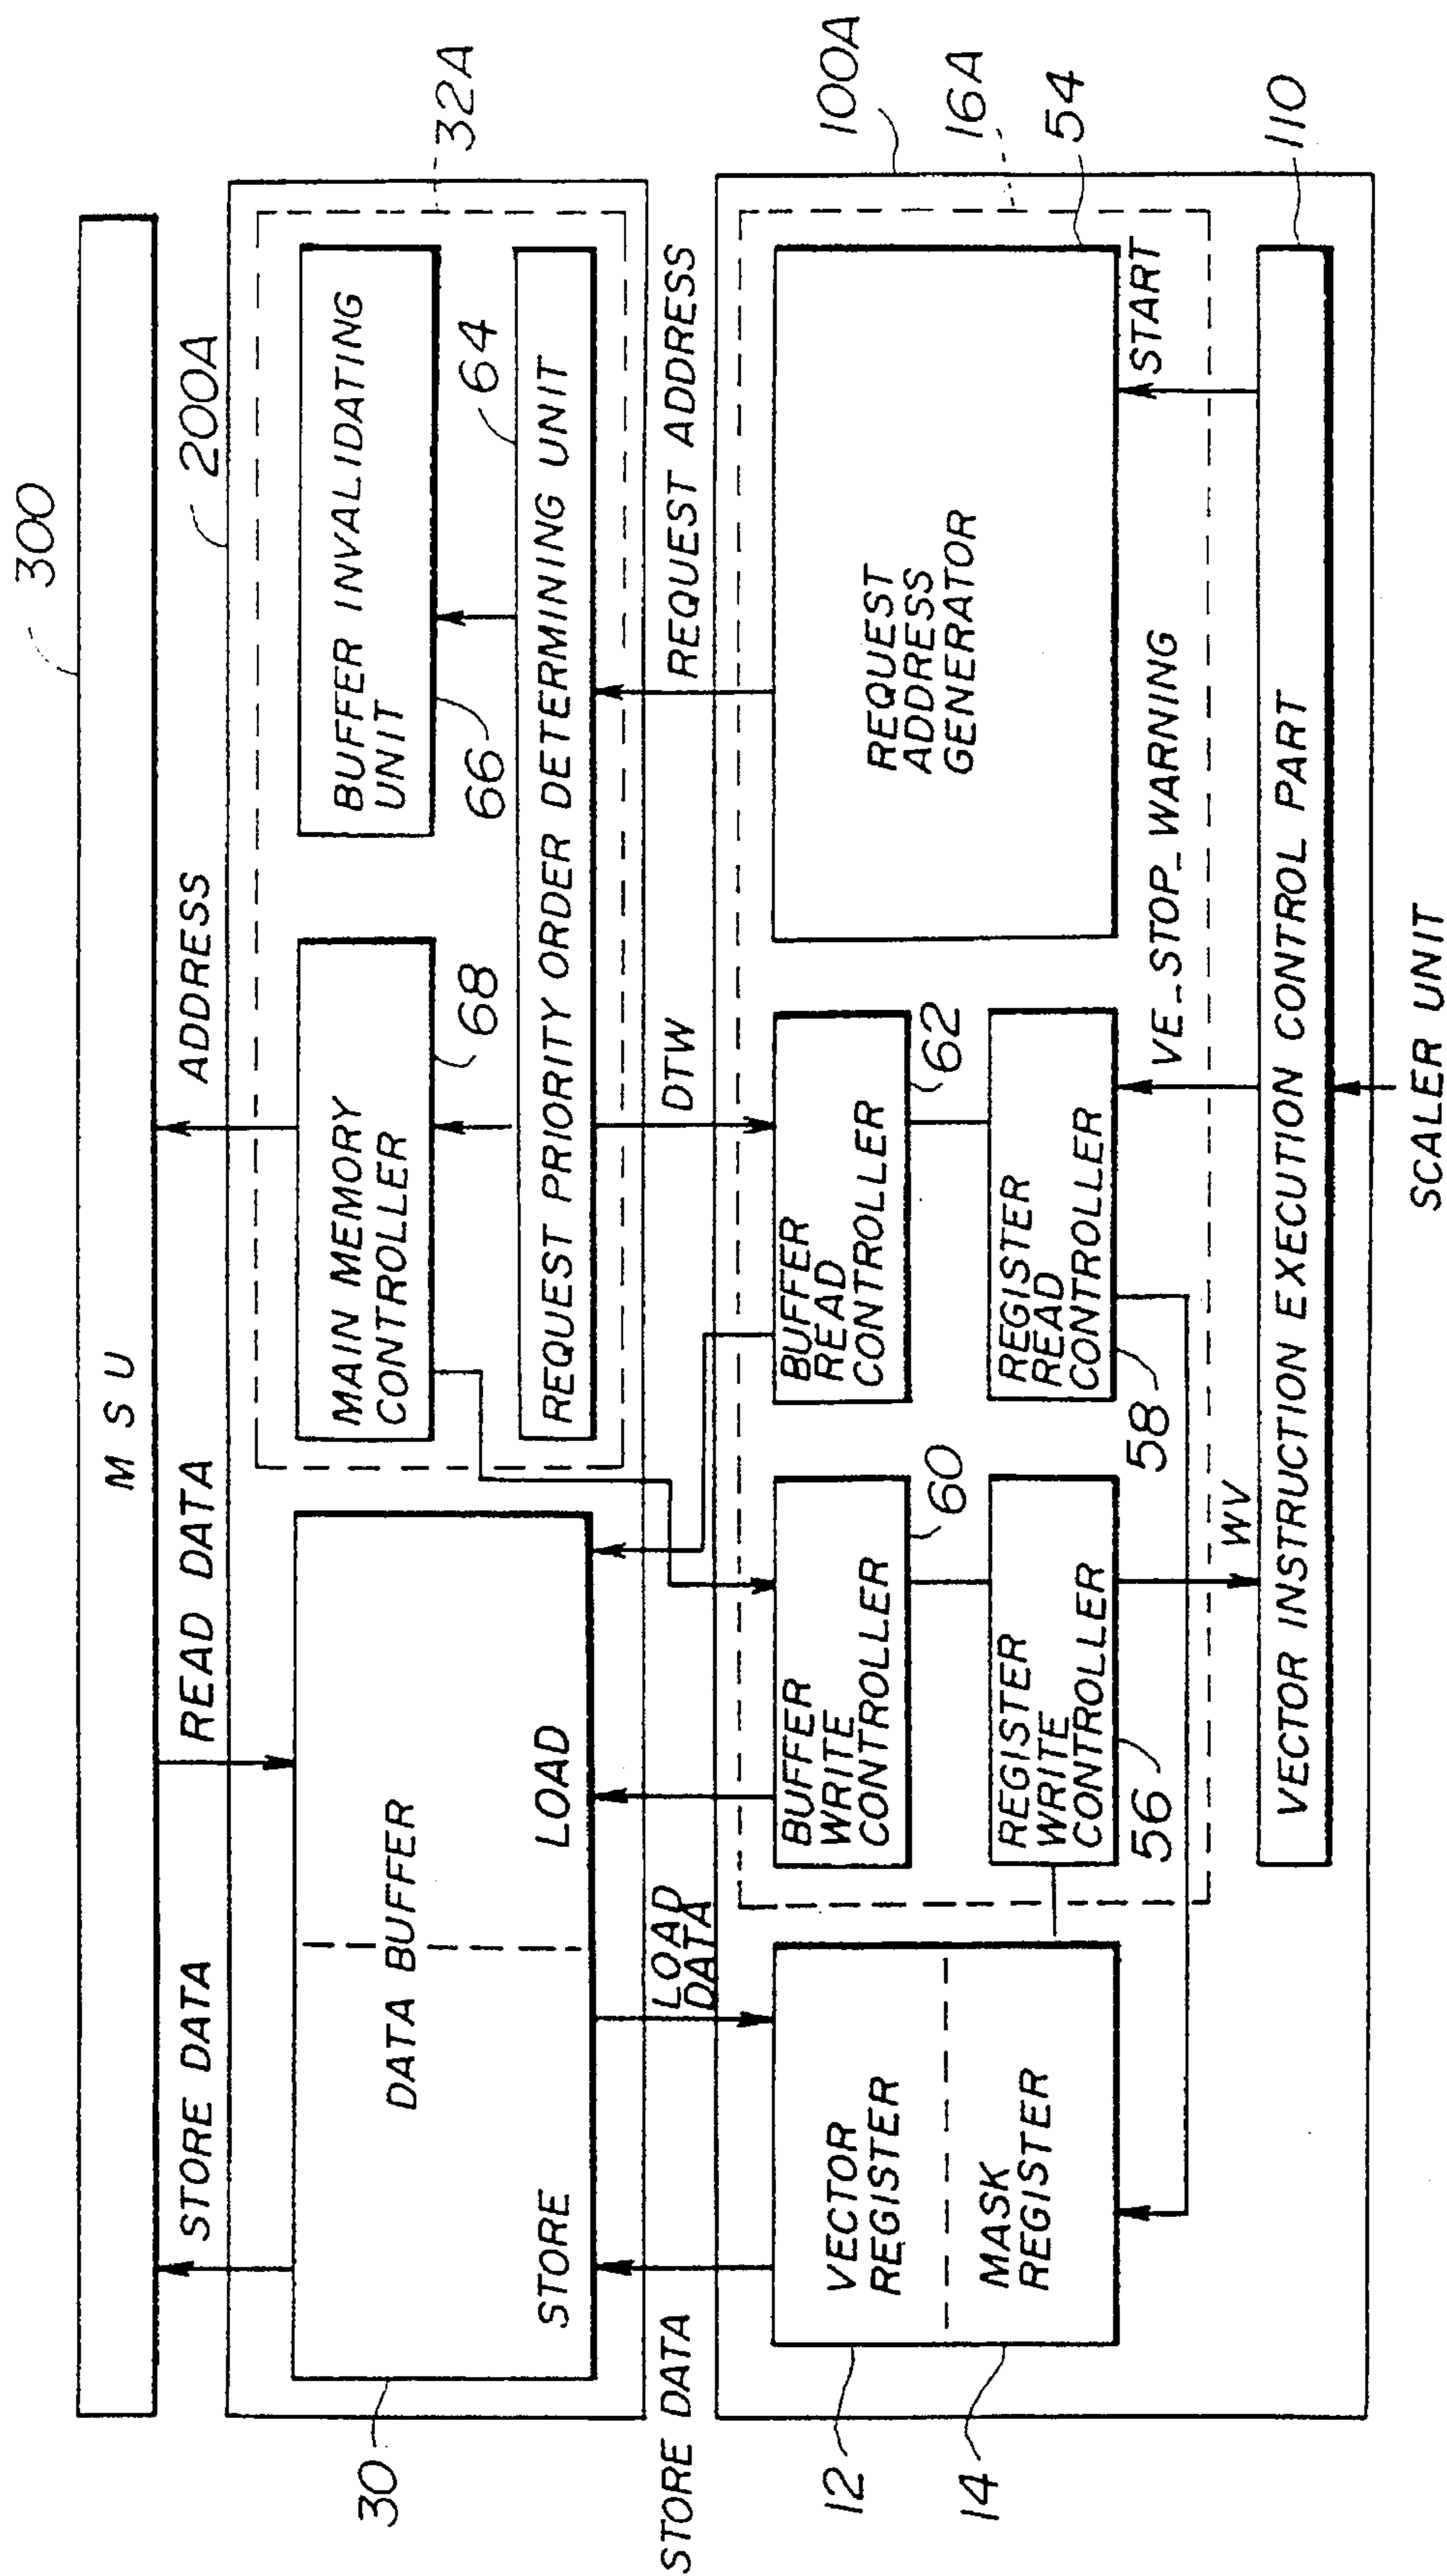 300
M S U
STORE DATA
READ DATA
ADDRESS
200A
30
DATA BUFFER
STORE
LOAD
MAIN MEMORY
CONTROLLER
68
BUFFER INVALIDATING
UNIT
66
64
32A
REQUEST PRIORITY ORDER DETERMINING UNIT
STORE DATA
LOAD
DATA
DTW
REQUEST ADDRESS
100A
16A
12
VECTOR
REGISTER
14
MASK
REGISTER
BUFFER
WRITE
CONTROLLER
60
BUFFER
READ
CONTROLLER
62
REGISTER
WRITE
CONTROLLER
56
REGISTER
READ
CONTROLLER
58
REQUEST
ADDRESS
GENERATOR
54
WV
VE_STOP_WARNING
START
110
VECTOR INSTRUCTION EXECUTION CONTROL PART
SCALER UNIT